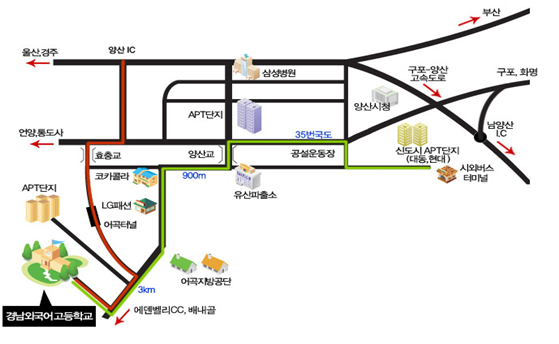 부산
울산,경주
양산 IC
삼성병원
구포-양산
고속도로
구포, 화명
양산시청
APT단지
언양,통도사
35번국도
남양산
I.C
효충교
양산교
공설운동장
신도시 APT단지
(대동,현대)
코카콜라
900m
유산파출소
시외버스
터미널
APT단지
LG패션
어곡터널
어곡지방공단
3km
경남외국어고등학교
에덴벨리CC, 배내골